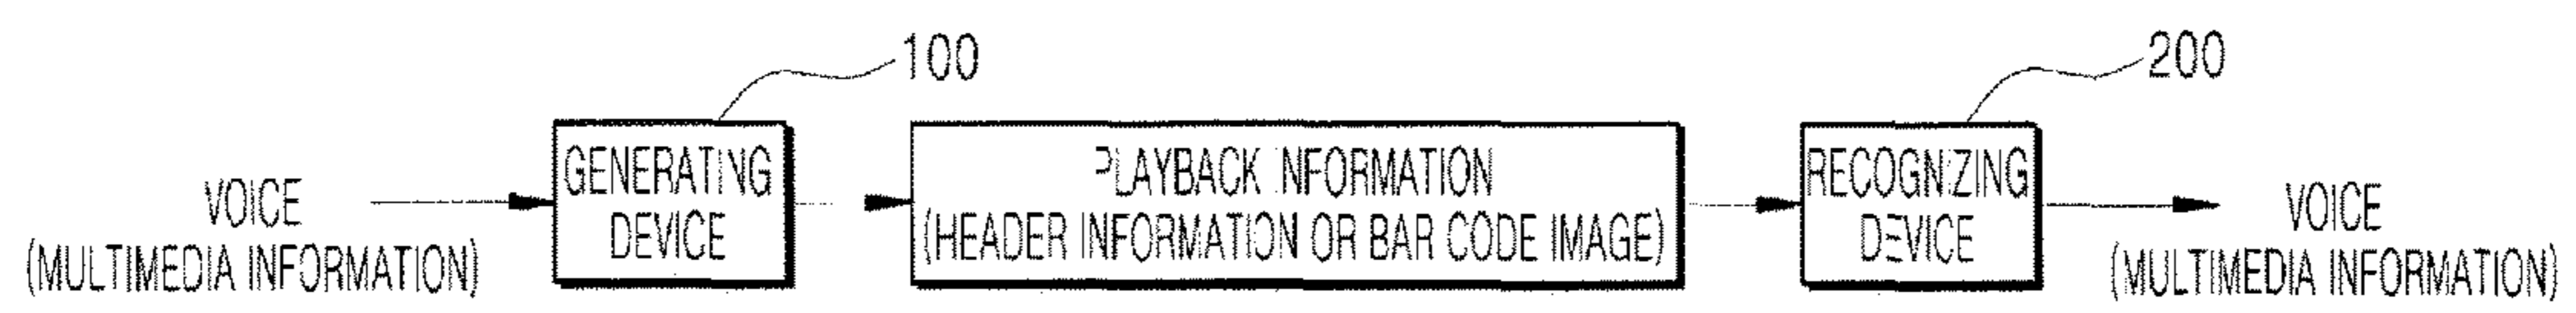 100
200
VOICE
(MULTIMEDIA INFORMATION)
GENERATING
DEVICE
PLAYBACK INFORMATION
(HEADER INFORMATION OR BAR CODE IMAGE)
RECOGNIZING
DEVICE
VOICE
(MULTIMEDIA INFORMATION)